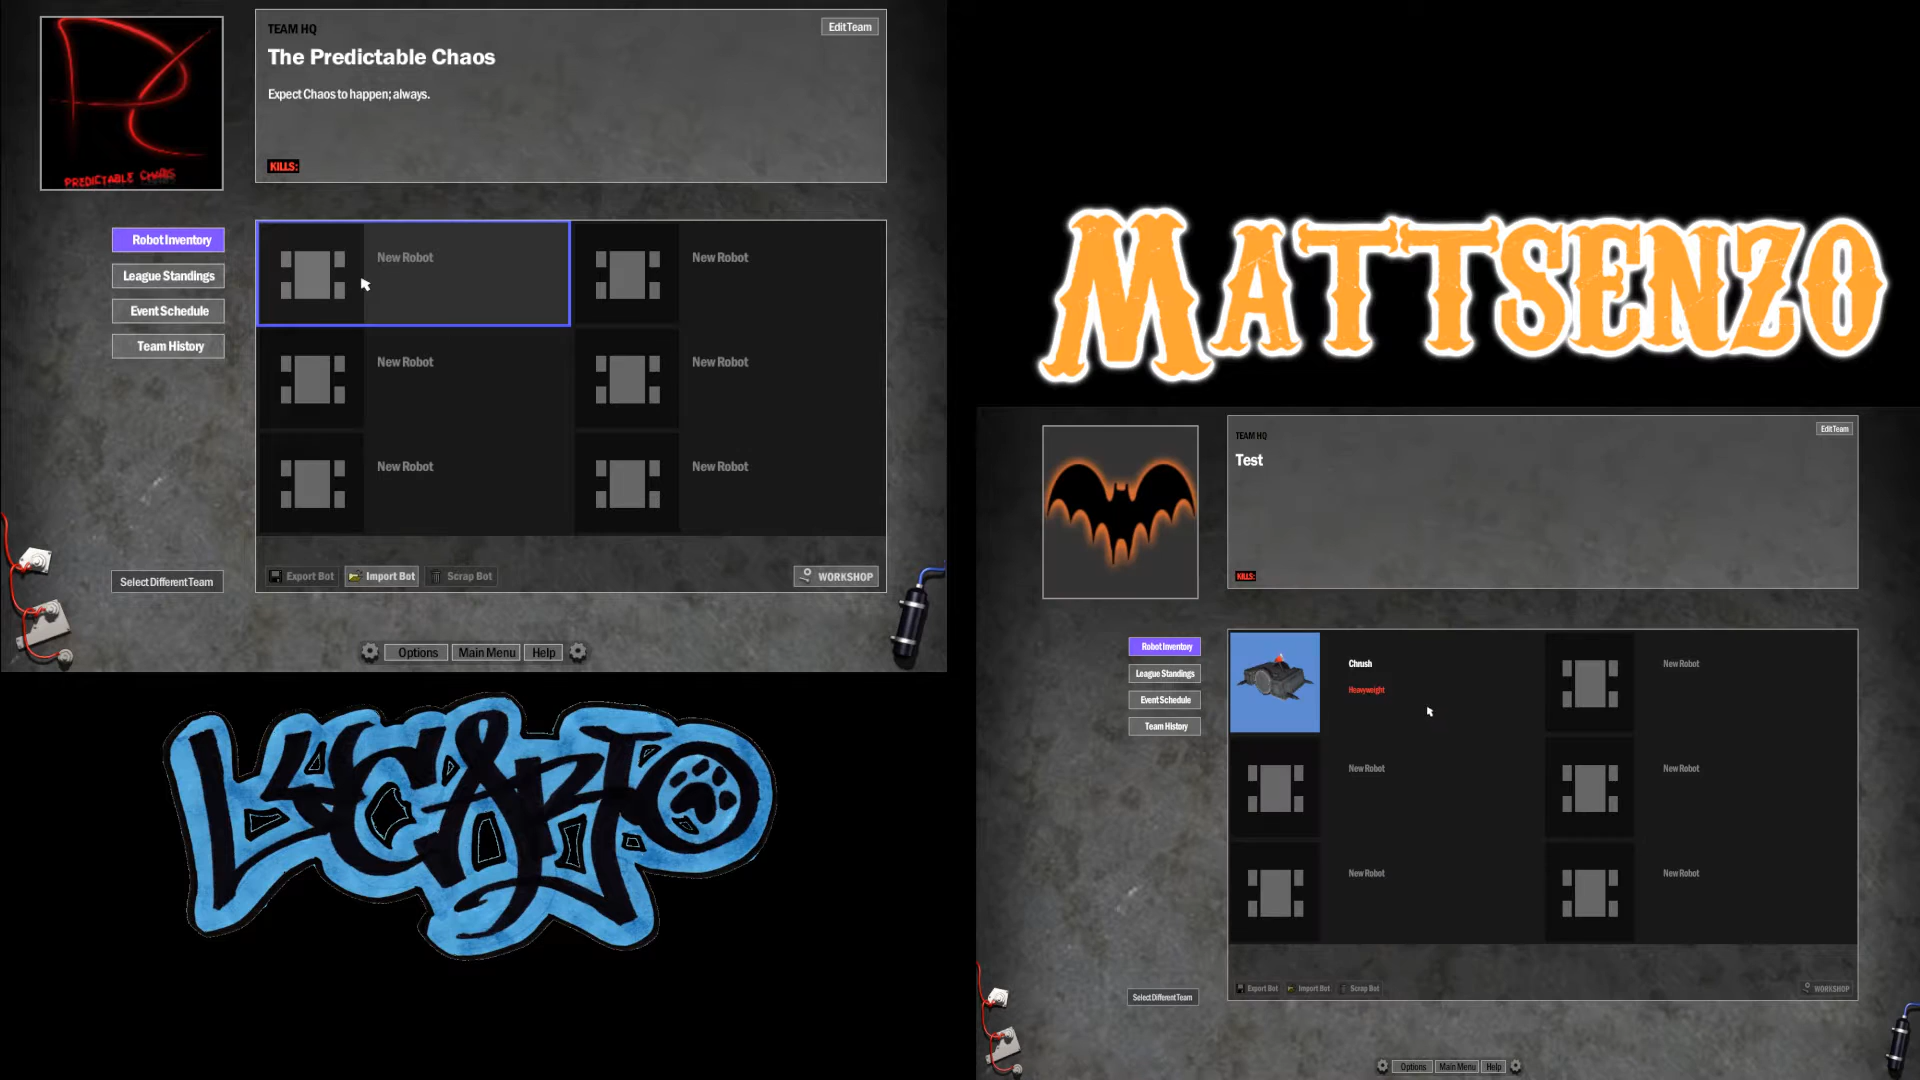 PREDICTABLE CHAOS
TEAM HQ
Edit Team
The Predictable Chaos
Expect Chaos to happen; always.
KILLS:
Robot Inventory
League Standings
Event Schedule
Team History
Select Different Team
New Robot
New Robot
New Robot
New Robot
New Robot
New Robot
Export Bot
Import Bot
Scrap Bot
WORKSHOP
Options
Main Menu
Help
MATTSENZO
TEAM HQ
Edit Team
Test
KILLS:
Robot Inventory
League Standings
Event Schedule
Team History
Select Different Team
Chrush
Heavyweight
New Robot
New Robot
New Robot
New Robot
New Robot
Export Bot
Import Bot
Scrap Bot
WORKSHOP
Options
Main Menu
Help